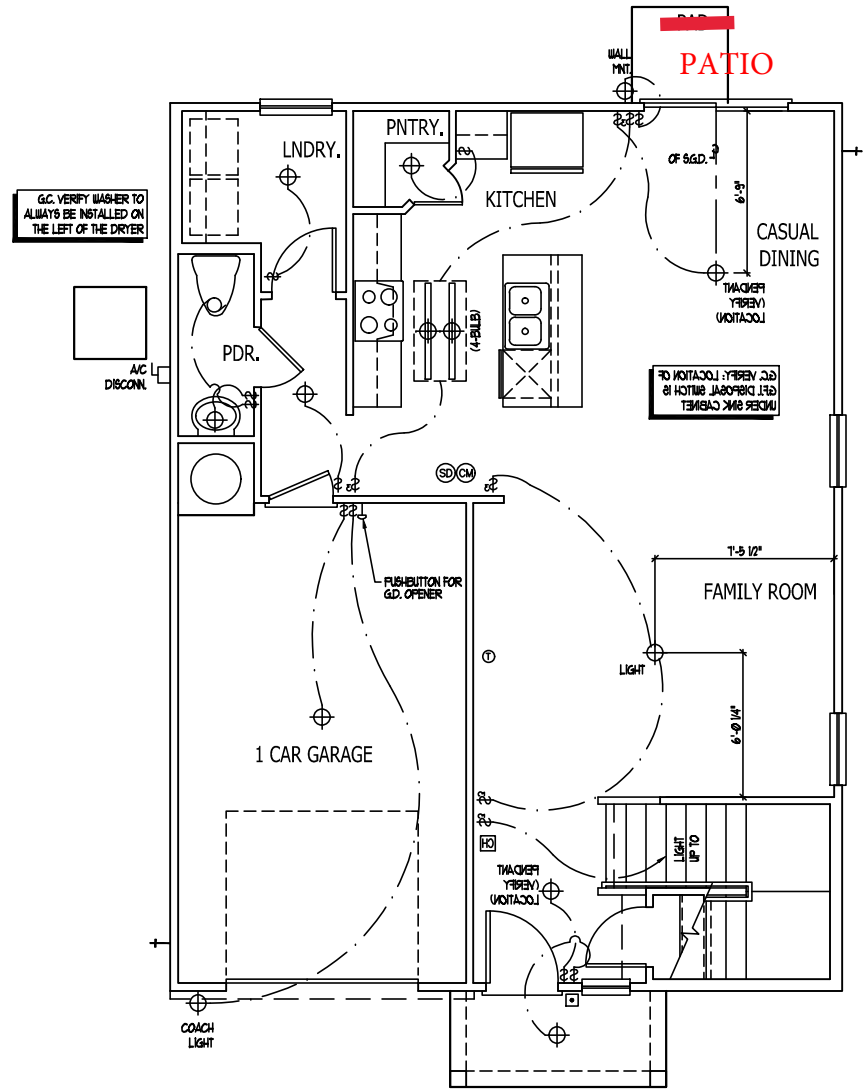 WALL
MNT.
PATIO
LNDRY.
PNTRY.
KITCHEN
OF S.G.D.
6'-9"
CASUAL
DINING
G.C. VERIFY WASHER TO
ALWAYS BE INSTALLED ON
THE LEFT OF THE DRYER
PENDANT
(VERIFY
LOCATION)
(4-BULB)
PDR.
A/C
DISCONN.
G.C. VERIFY: LOCATION OF
G.F.I. DISPOSAL SWITCH IS
UNDER SINK CABINET
SD
CM
7'-5 1/2"
PUSHBUTTON FOR
G.D. OPENER
FAMILY ROOM
T
LIGHT
6'-0 1/4"
1 CAR GARAGE
CH
LIGHT
UP TO
PENDANT
(VERIFY
LOCATION)
COACH
LIGHT